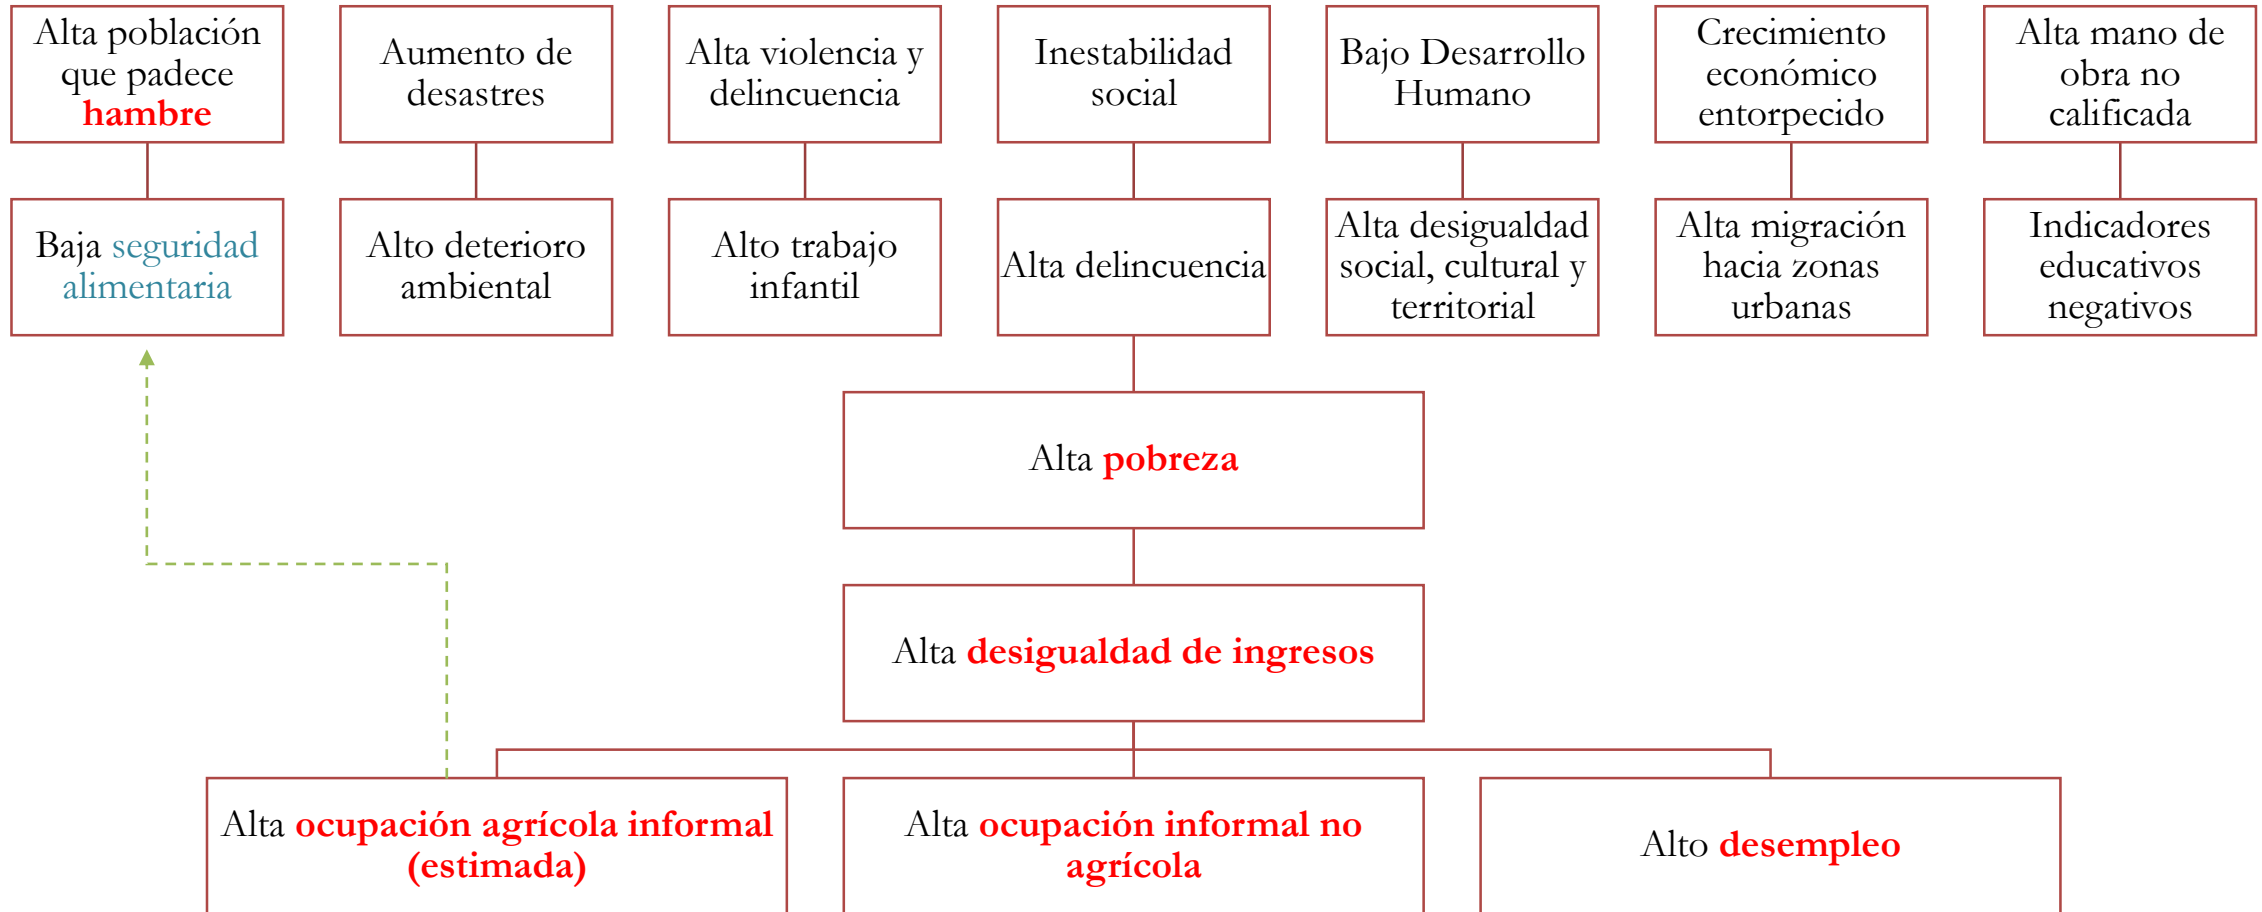 Alta población
que padece
hambre
Aumento de
desastres
Alta violencia y
delincuencia
Inestabilidad
social
Bajo Desarrollo
Humano
Crecimiento
económico
entorpecido
Alta mano de
obra no
calificada
Baja seguridad
alimentaria
Alto deterioro
ambiental
Alto trabajo
infantil
Alta delincuencia
Alta desigualdad
social, cultural y
territorial
Alta migración
hacia zonas
urbanas
Indicadores
educativos
negativos
Alta pobreza
Alta desigualdad de ingresos
Alta ocupación agrícola informal
(estimada)
Alta ocupación informal no
agrícola
Alto desempleo